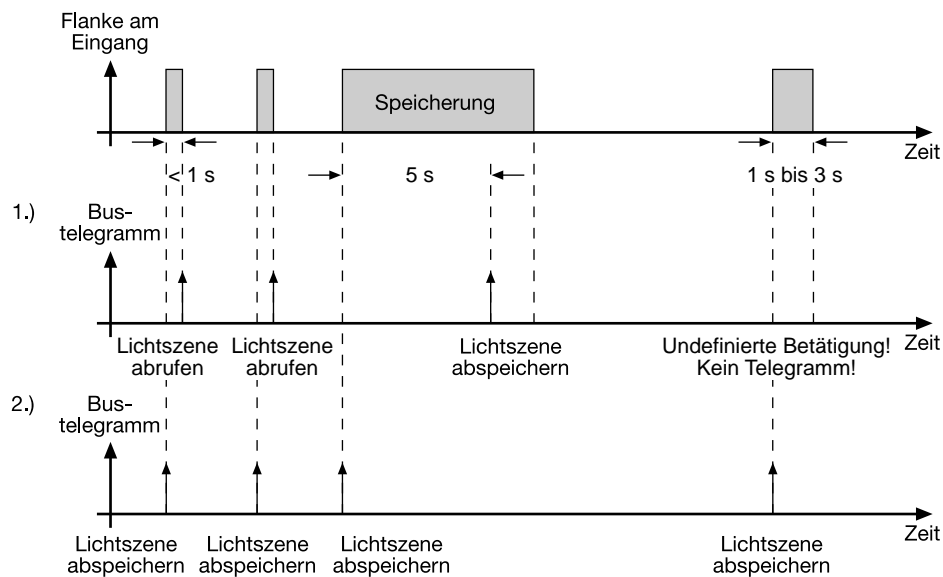 Flanke am
Eingang
Speicherung
Zeit
< 1 s
5 s
1 s bis 3 s
1.)
Bus-
telegramm
Zeit
Lichtszene
abrufen
Lichtszene
abrufen
Lichtszene
abspeichern
Undefinierte Betätigung!
Kein Telegramm!
2.)
Bus-
telegramm
Zeit
Lichtszene
abspeichern
Lichtszene
abspeichern
Lichtszene
abspeichern
Lichtszene
abspeichern